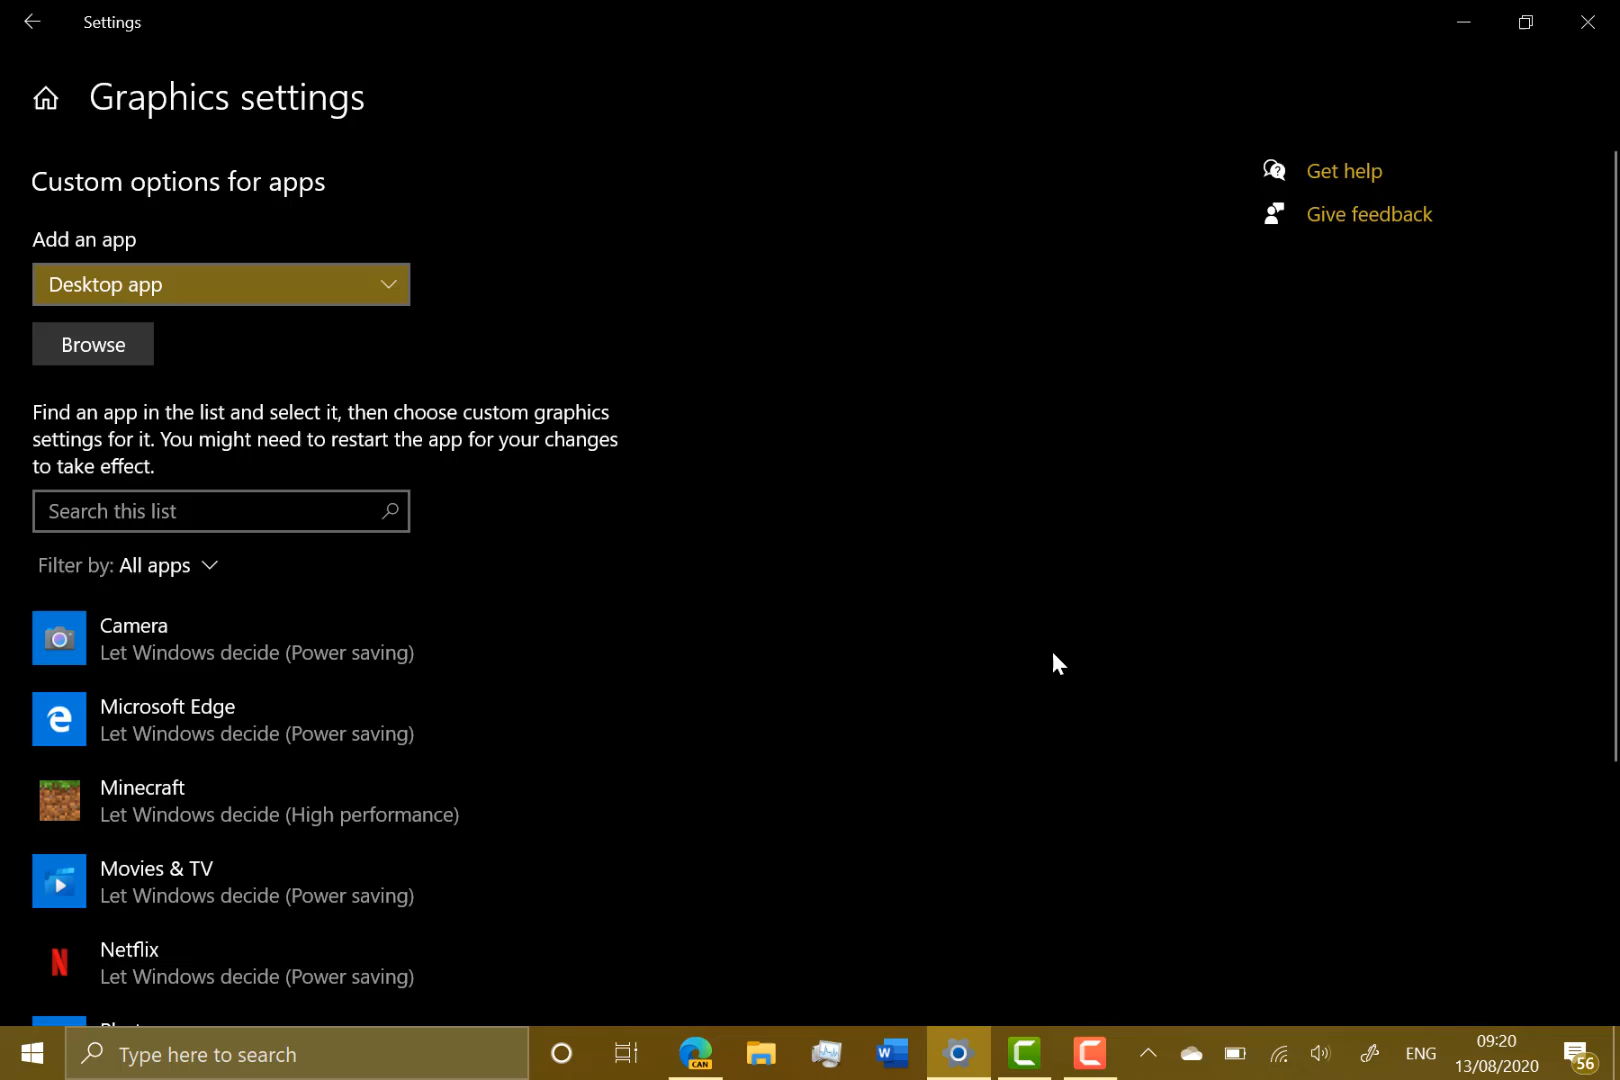 Settings
Graphics settings
Custom options for apps
Add an app
Desktop app
Browse
Find an app in the list and select it, then choose custom graphics
settings for it. You might need to restart the app for your changes
to take effect.
Search this list
Filter by: All apps
Camera
Let Windows decide (Power saving)
Microsoft Edge
Let Windows decide (Power saving)
Minecraft
Let Windows decide (High performance)
Movies & TV
Let Windows decide (Power saving)
Netflix
Let Windows decide (Power saving)
Get help
Give feedback
Type here to search
CAN
ENG
09:20
13/08/2020
56